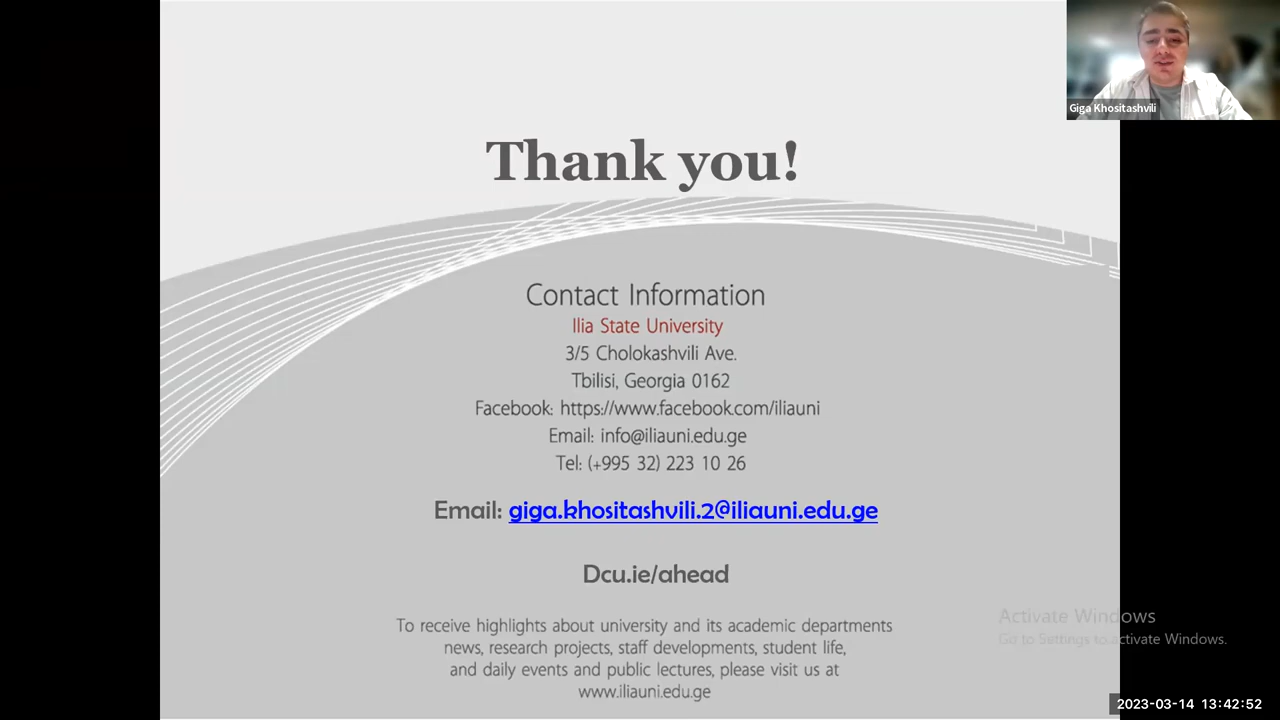 Giga Khositashvili
Thank you!
Contact Information
Ilia State University
3/5 Cholokashvili Ave.
Tbilisi, Georgia 0162
Facebook: https://www.facebook.com/iliauni
Email: info@iliauni.edu.ge
Tel: (+995 32) 223 10 26
Email: giga.khositashvili.2@iliauni.edu.ge
Dcu.ie/ahead
To receive highlights about university and its academic departments
news, research projects, staff developments, student life,
and daily events and public lectures, please visit us at
www.iliauni.edu.ge
Activate Windows
Go to Settings to activate Windows.
2023-03-14 13:42:52